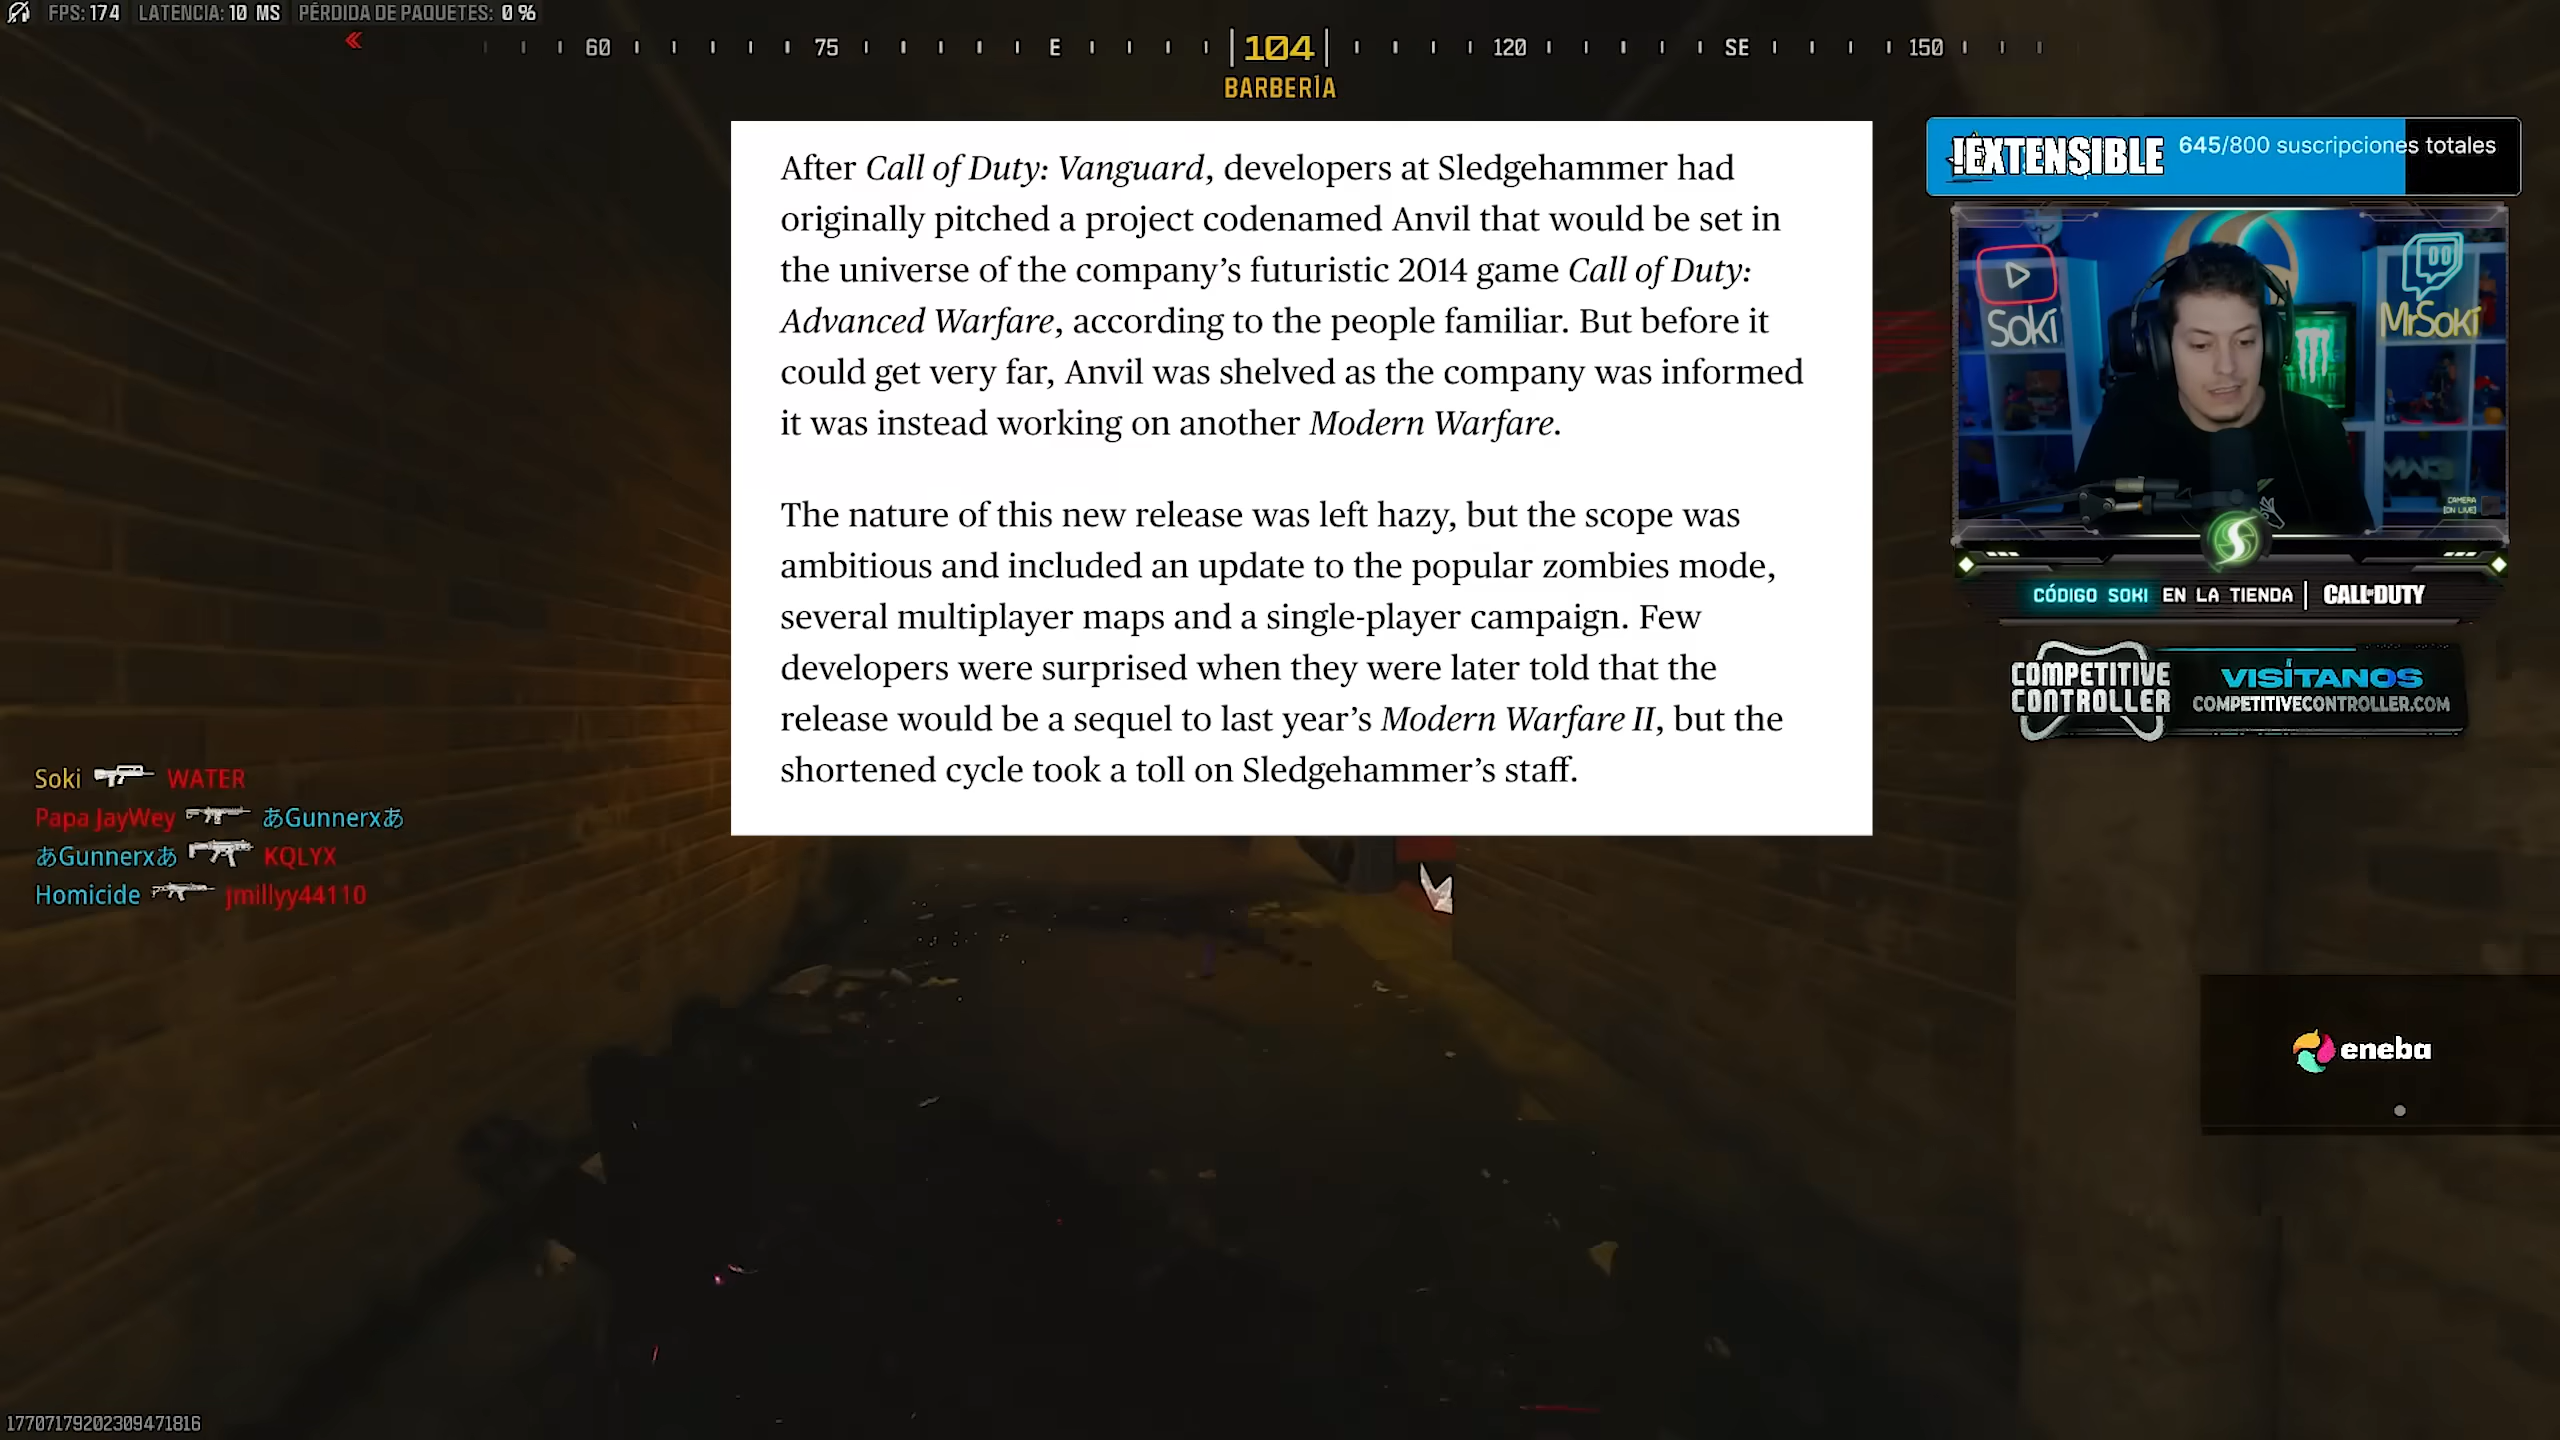 FPS: 174 LATENCIA: 10 MS PÉRDIDA DE PAQUETES: 0 %
60 75 E 104 120 SE 150
BARBERÍA
After Call of Duty: Vanguard, developers at Sledgehammer had
originally pitched a project codenamed Anvil that would be set in
the universe of the company’s futuristic 2014 game Call of Duty:
Advanced Warfare, according to the people familiar. But before it
could get very far, Anvil was shelved as the company was informed
it was instead working on another Modern Warfare.
The nature of this new release was left hazy, but the scope was
ambitious and included an update to the popular zombies mode,
several multiplayer maps and a single-player campaign. Few
developers were surprised when they were later told that the
release would be a sequel to last year’s Modern Warfare II, but the
shortened cycle took a toll on Sledgehammer’s staff.
!EXTENSIBLE 645/800 suscripciones totales
Soki
MrSoki
MW3
CAMERA
[ON LIVE]
CÓDIGO SOKI EN LA TIENDA | CALL OF DUTY
COMPETITIVE
CONTROLLER
VISÍTANOS
COMPETITIVECONTROLLER.COM
Soki WATER
Papa JayWey あGunnerxあ
あGunnerxあ KQLYX
Homicide jmillyy44110
eneba
17707179202309471816